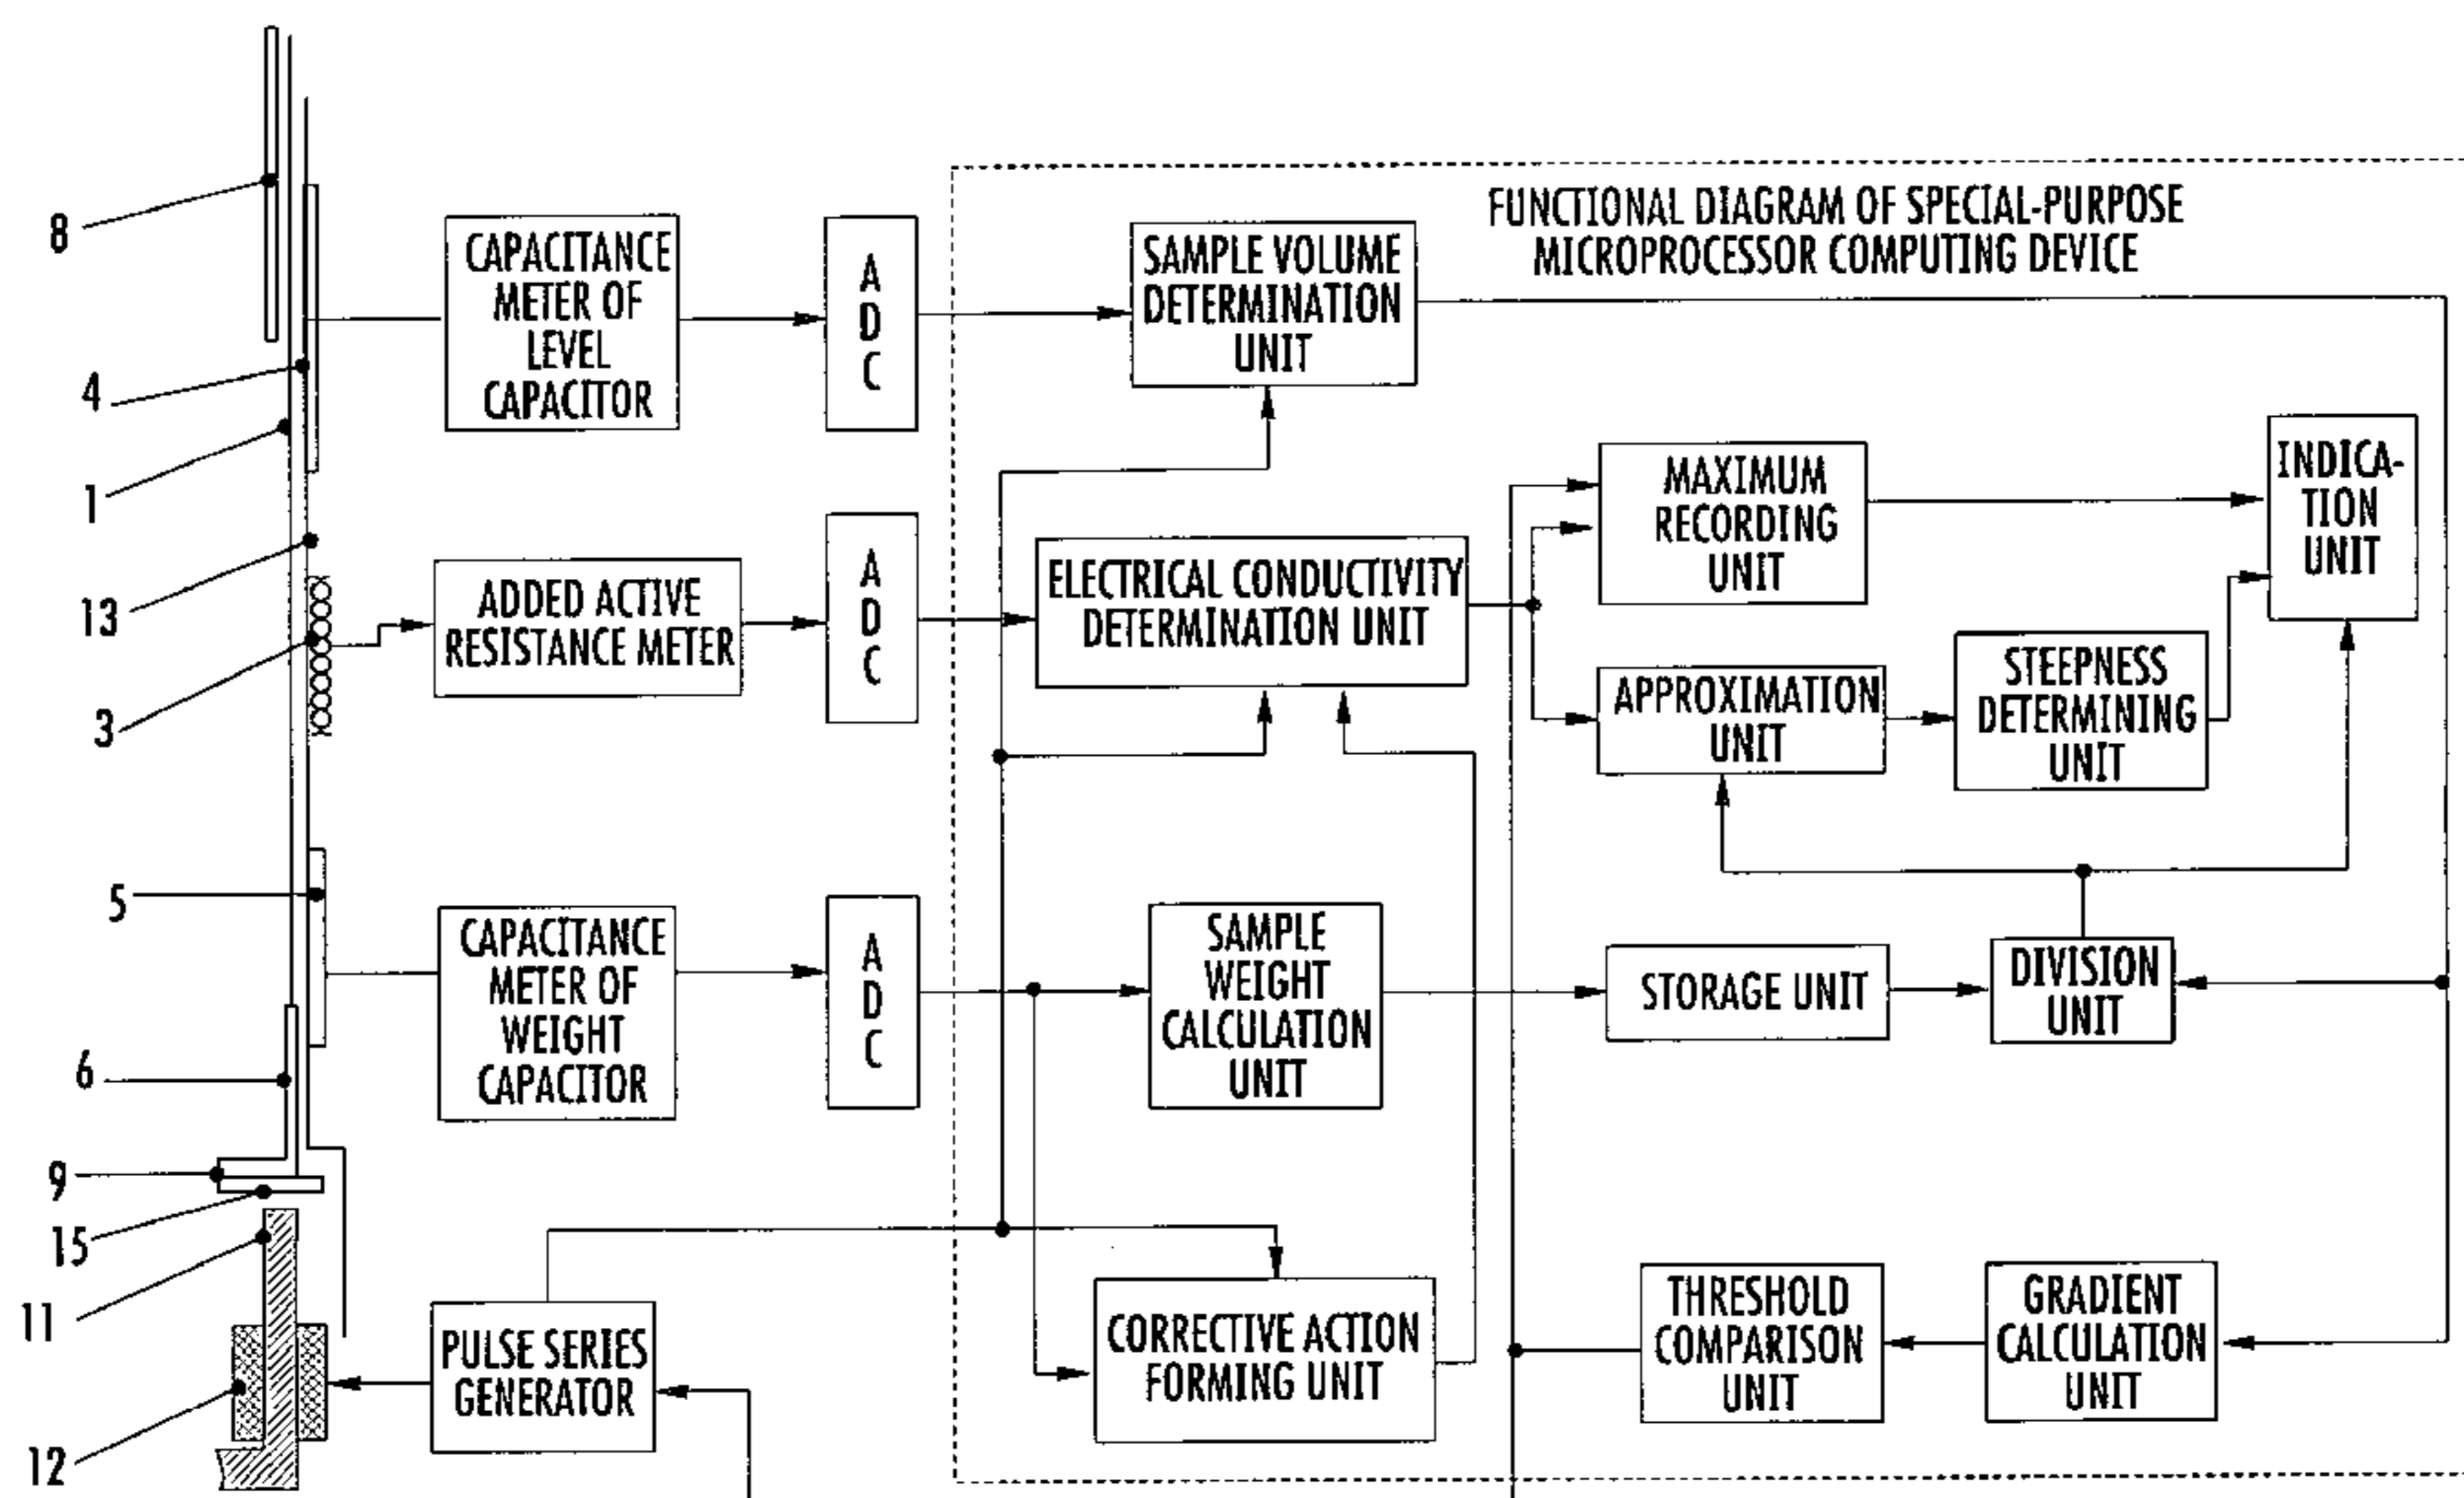 FUNCTIONAL DIAGRAM OF SPECIAL-PURPOSE
MICROPROCESSOR COMPUTING DEVICE
8
4
1
13
3
5
6
9
15
11
12
CAPACITANCE
METER OF
LEVEL
CAPACITOR
A
D
C
SAMPLE VOLUME
DETERMINATION
UNIT
ADDED ACTIVE
RESISTANCE METER
A
D
C
ELECTRICAL CONDUCTIVITY
DETERMINATION UNIT
MAXIMUM
RECORDING
UNIT
INDICA-
TION
UNIT
APPROXIMATION
UNIT
STEEPNESS
DETERMINING
UNIT
CAPACITANCE
METER OF
WEIGHT
CAPACITOR
A
D
C
SAMPLE
WEIGHT
CALCULATION
UNIT
STORAGE UNIT
DIVISION
UNIT
PULSE SERIES
GENERATOR
CORRECTIVE ACTION
FORMING UNIT
THRESHOLD
COMPARISON
UNIT
GRADIENT
CALCULATION
UNIT